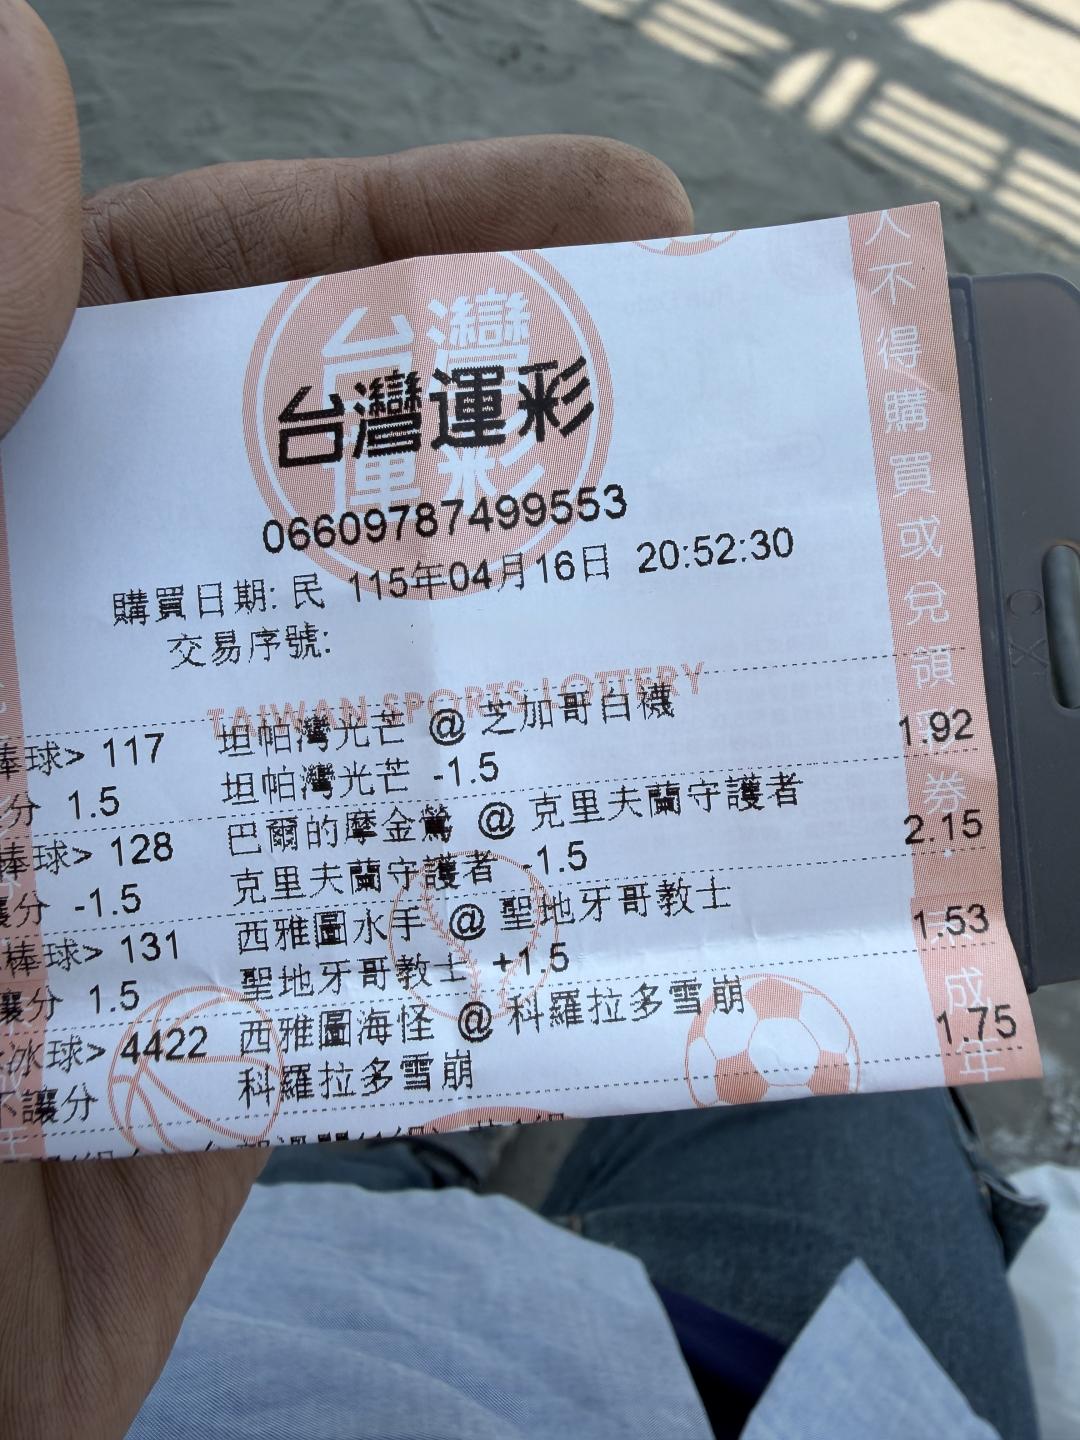 台灣
運彩
台灣運彩
06609787499553
購買日期: 民 115年04月16日 20:52:30
交易序號:
TAIWAN SPORTS LOTTERY
棒球> 117 坦帕灣光芒 @ 芝加哥白襪
分 1.5 坦帕灣光芒 -1.5 1.92
棒球> 128 巴爾的摩金鶯 @ 克里夫蘭守護者
讓分 -1.5 克里夫蘭守護者 -1.5 2.15
棒球> 131 西雅圖水手 @ 聖地牙哥教士
讓分 1.5 聖地牙哥教士 +1.5 1.53
冰球> 4422 西雅圖海怪 @ 科羅拉多雪崩
不讓分 科羅拉多雪崩 1.75
人不得購買或兌領彩券
成年